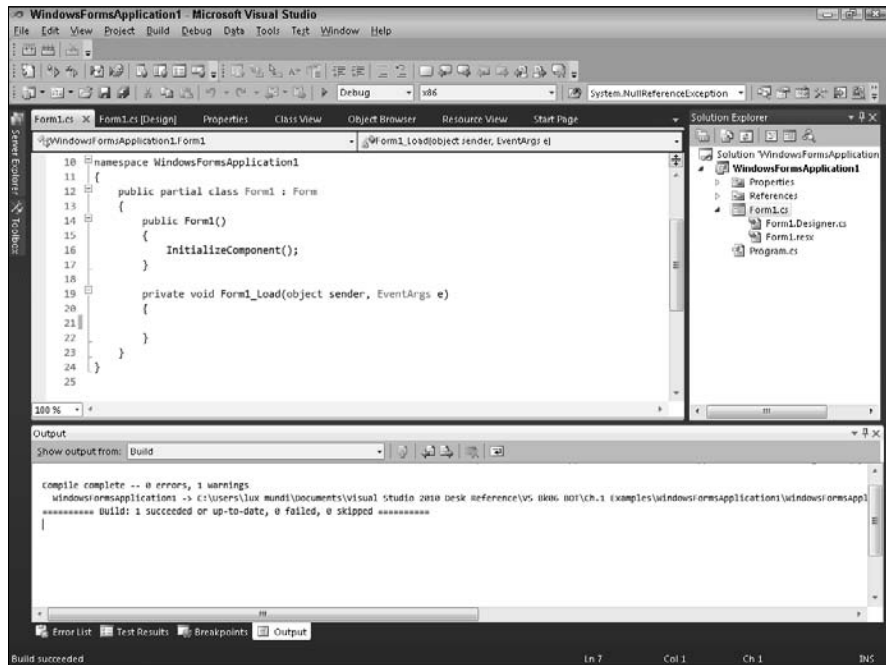 WindowsFormsApplication1 - Microsoft Visual Studio
File Edit View Project Build Debug Data Tools Test Window Help
Debug x86 System.NullReferenceException
Server Explorer
Toolbox
Form1.cs X Form1.cs [Design] Properties Class View Object Browser Resource View Start Page
WindowsFormsApplication1.Form1 Form1_Load(object sender, EventArgs e)
10 namespace WindowsFormsApplication1
11 {
12 public partial class Form1 : Form
13 {
14 public Form1()
15 {
16 InitializeComponent();
17 }
18
19 private void Form1_Load(object sender, EventArgs e)
20 {
21
22 }
23 }
24 }
25
100 %
Solution Explorer
Solution 'WindowsFormsApplication
WindowsFormsApplication1
Properties
References
Form1.cs
Form1.Designer.cs
Form1.resx
Program.cs
Output
Show output from: Build
Compile complete -- 0 errors, 1 warnings
WindowsFormsApplication1 -> C:\Users\lux mundi\Documents\Visual Studio 2010 Desk Reference\VS Bk06 BOT\Ch.1 Examples\WindowsFormsApplication1\WindowsFormsAppl
========== Build: 1 succeeded or up-to-date, 0 failed, 0 skipped ==========
Error List Test Results Breakpoints Output
Build succeeded Ln 7 Col 1 Ch 1 INS